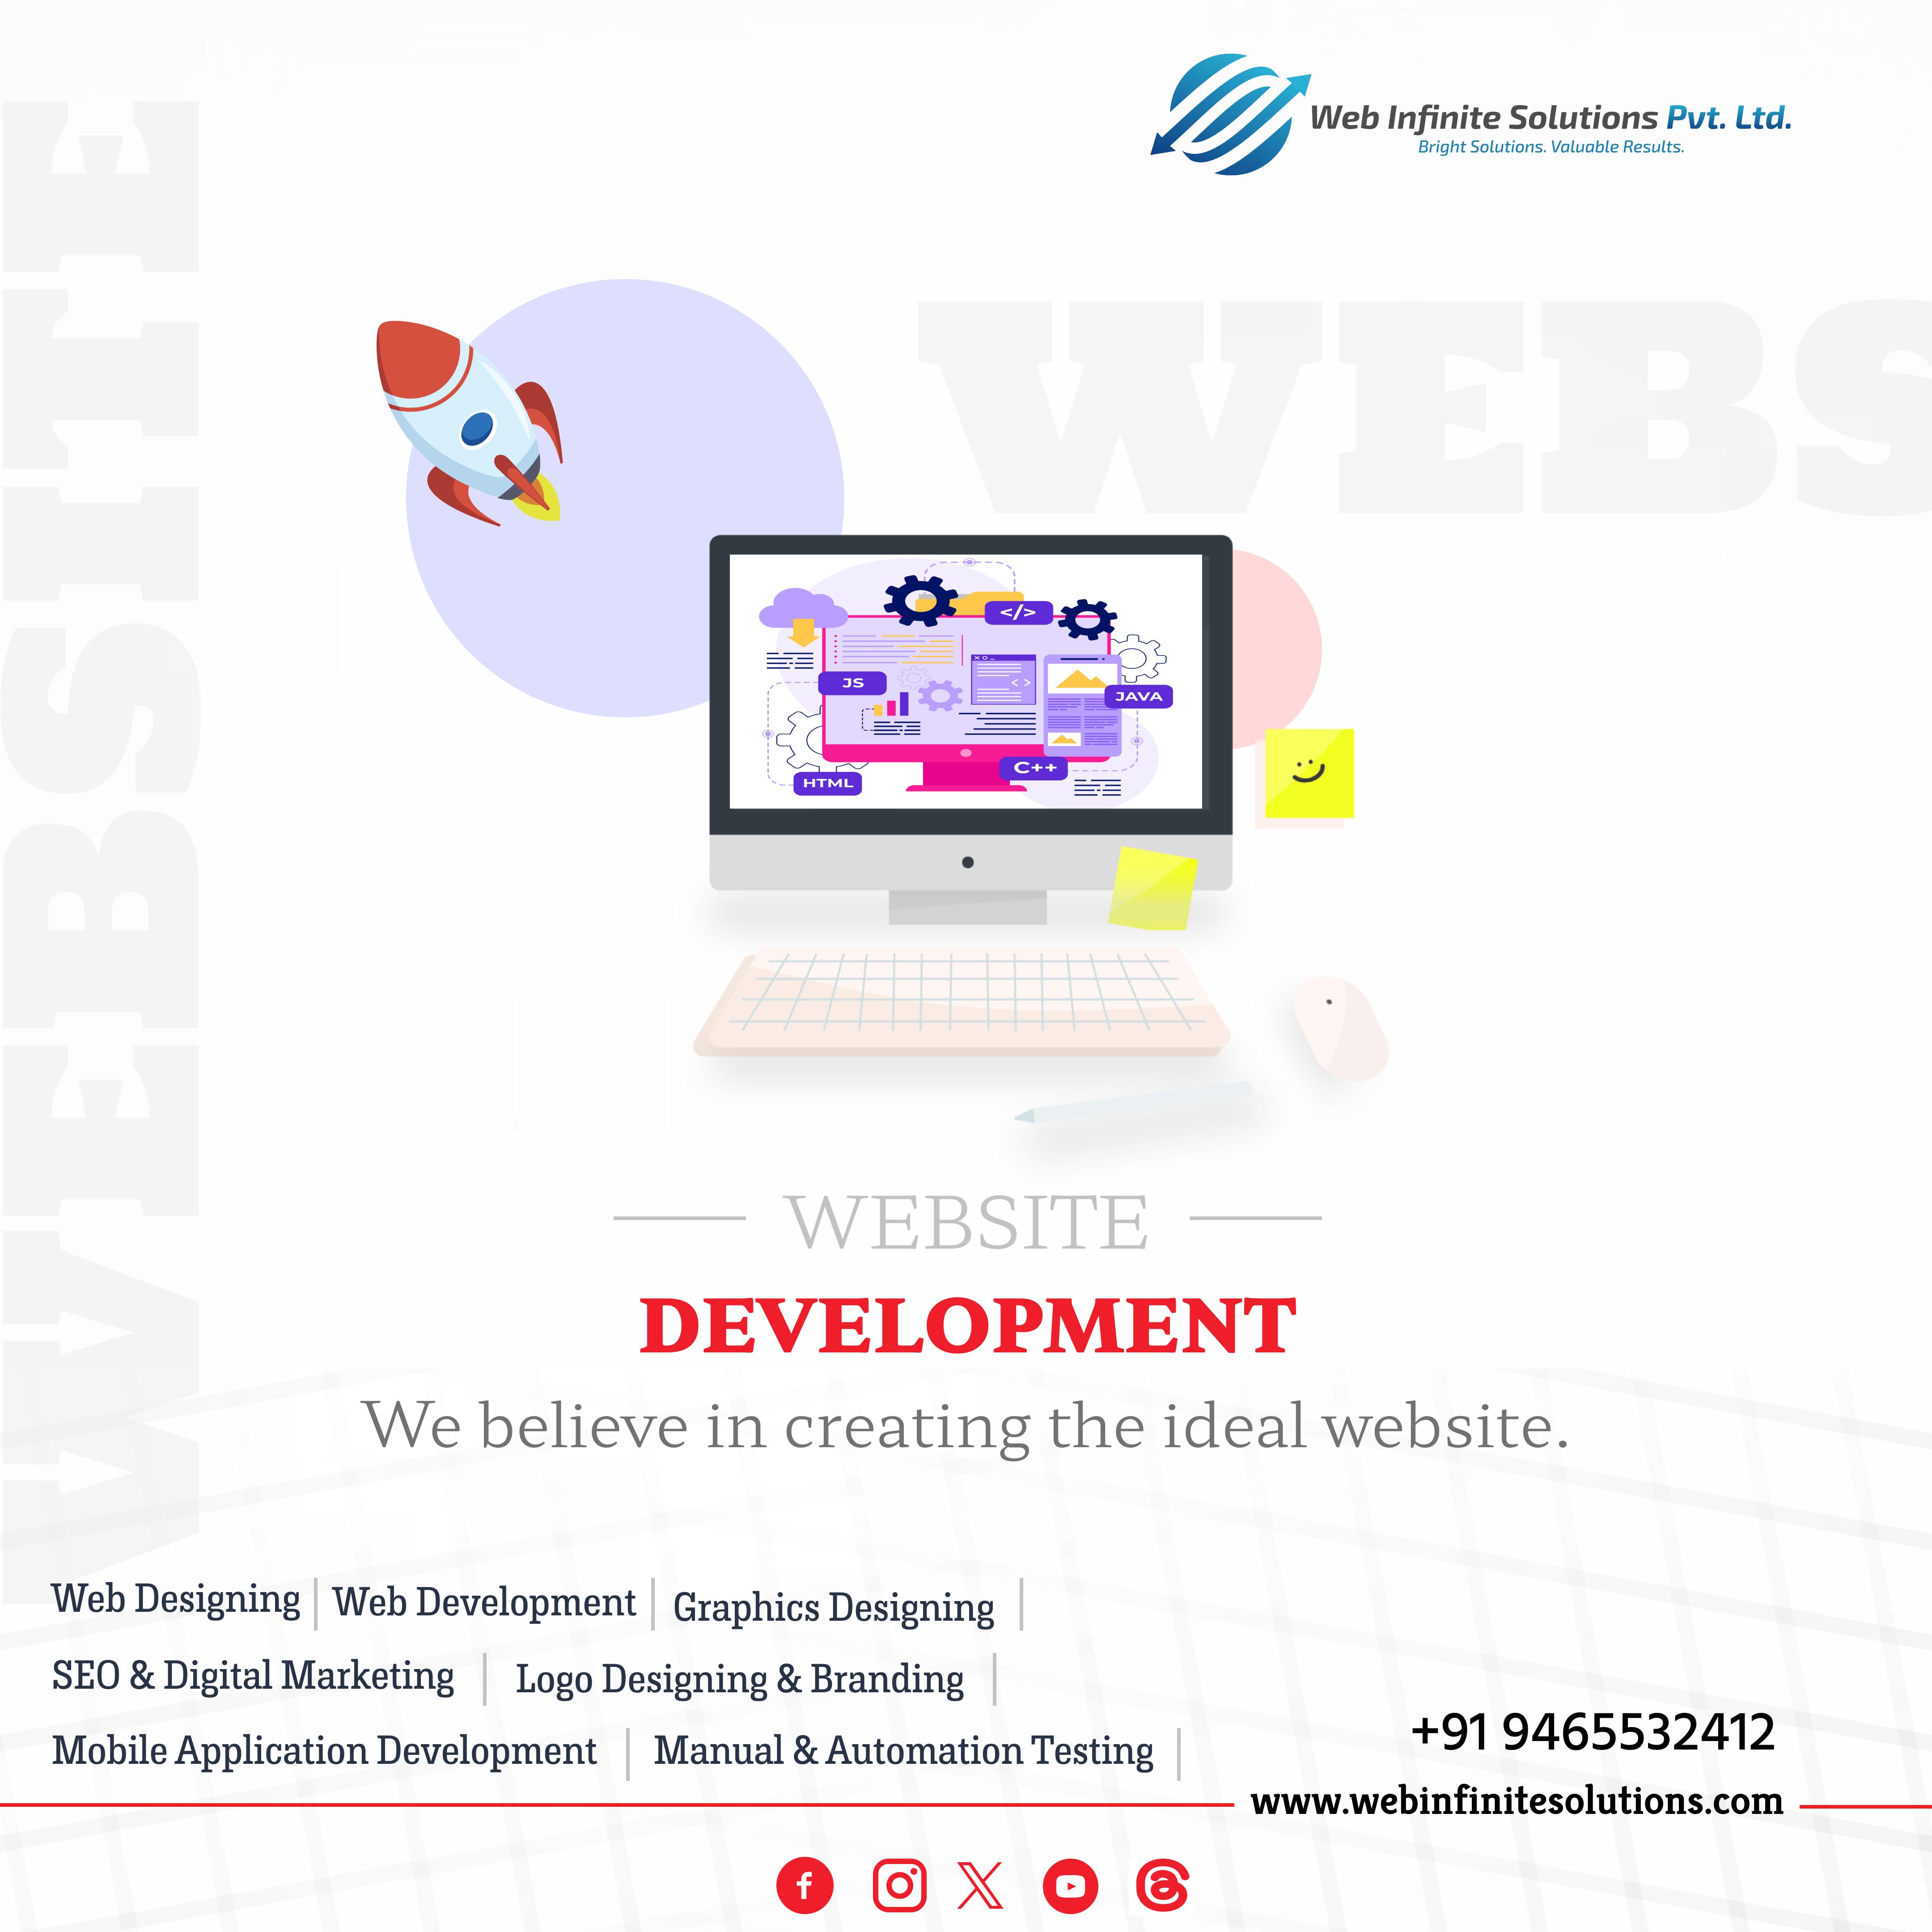 Web Infinite Solutions Pvt. Ltd.
Bright Solutions. Valuable Results.
WEBSITE
WEBS
</>
JS
JAVA
C++
HTML
WEBSITE
DEVELOPMENT
We believe in creating the ideal website.
Web Designing | Web Development | Graphics Designing |
SEO & Digital Marketing | Logo Designing & Branding |
Mobile Application Development | Manual & Automation Testing |
+91 9465532412
www.webinfinitesolutions.com